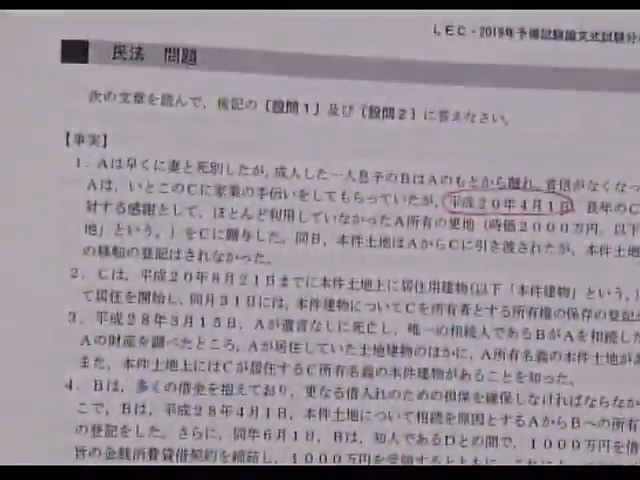 LEC・2019年予備試験論文式試験分
民法 問題
次の文章を読んで，後記の〔設問１〕及び〔設問２〕に答えなさい。
【事実】
１．Ａは早くに妻と死別したが，成人した一人息子のＢはＡのもとから離れ，音信がなくなっ
Ａは，いとこのＣに家業の手伝いをしてもらっていたが，平成２０年４月１日，長年のＣ
対する感謝として，ほとんど利用していなかったＡ所有の更地（時価２０００万円。以下
地」という。）をＣに贈与した。同日，本件土地はＡからＣに引き渡されたが，本件土地
の移転の登記はされなかった。
２．Ｃは，平成２０年８月２１日までに本件土地上に居住用建物（以下「本件建物」という。）
て居住を開始し，同月３１日には，本件建物についてＣを所有者とする所有権の保存の登記
３．平成２８年３月１５日，Ａが遺言なしに死亡し，唯一の相続人であるＢがＡを相続した
Ａの財産を調べたところ，Ａが居住していた土地建物のほかに，Ａ所有名義の本件土地があ
また，本件土地上にはＣが居住するＣ所有名義の本件建物があることを知った。
４．Ｂは，多くの借金を抱えており，更なる借入れのための担保を確保しなければならなか
こで，Ｂは，平成２８年４月１日，本件土地について相続を原因とするＡからＢへの所有
の登記をした。さらに，同年６月１日，Ｂは，知人であるＤとの間で，１０００万円を借
旨の金銭消費貸借契約を締結し，１０００万円を受領するとともに，これによ